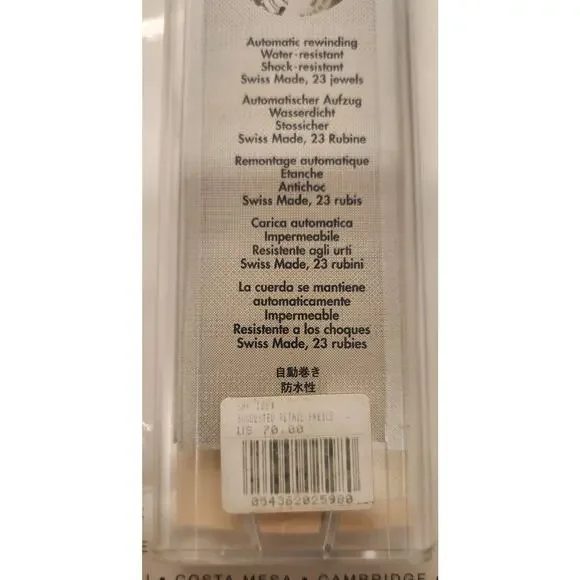 Automatic rewinding
Water-resistant
Shock-resistant
Swiss Made, 23 jewels
Automatischer Aufzug
Wasserdicht
Stossicher
Swiss Made, 23 Rubine
Remontage automatique
Etanche
Antichoc
Swiss Made, 23 rubis
Carica automatica
Impermeabile
Resistente agli urti
Swiss Made, 23 rubini
La cuerda se mantiene
automaticamente
Impermeable
Resistente a los choques
Swiss Made, 23 rubies
自動巻き
防水性
SUGGESTED RETAIL PRICE
US 70.00
054362025980
COSTA MESA • CAMBRIDGE